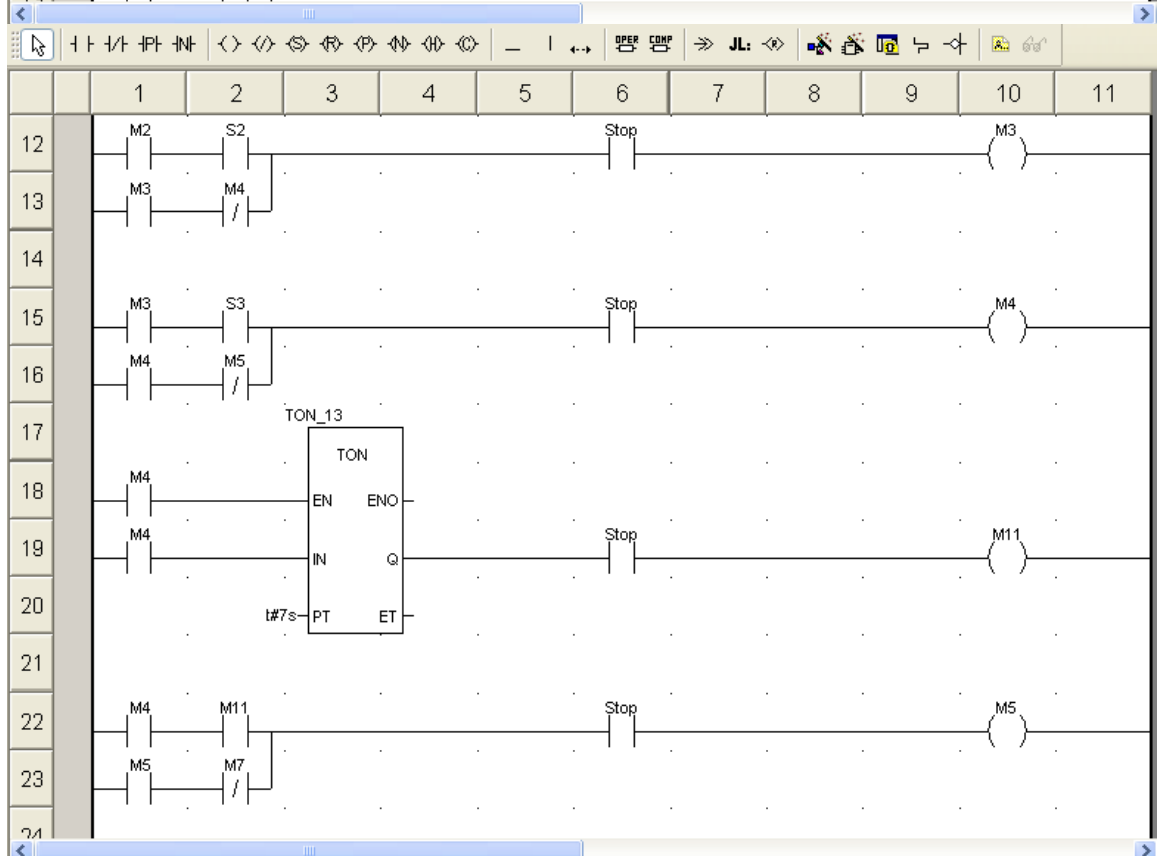 OPER COMP JL:
1 2 3 4 5 6 7 8 9 10 11
M2 S2 Stop M3
12
M3 M4
13
14
M3 S3 Stop M4
15
M4 M5
16
TON_13
17
TON
M4
18
EN ENO
M4 Stop M11
19
IN Q
20
t#7s PT ET
21
M4 M11 Stop M5
22
M5 M7
23
24